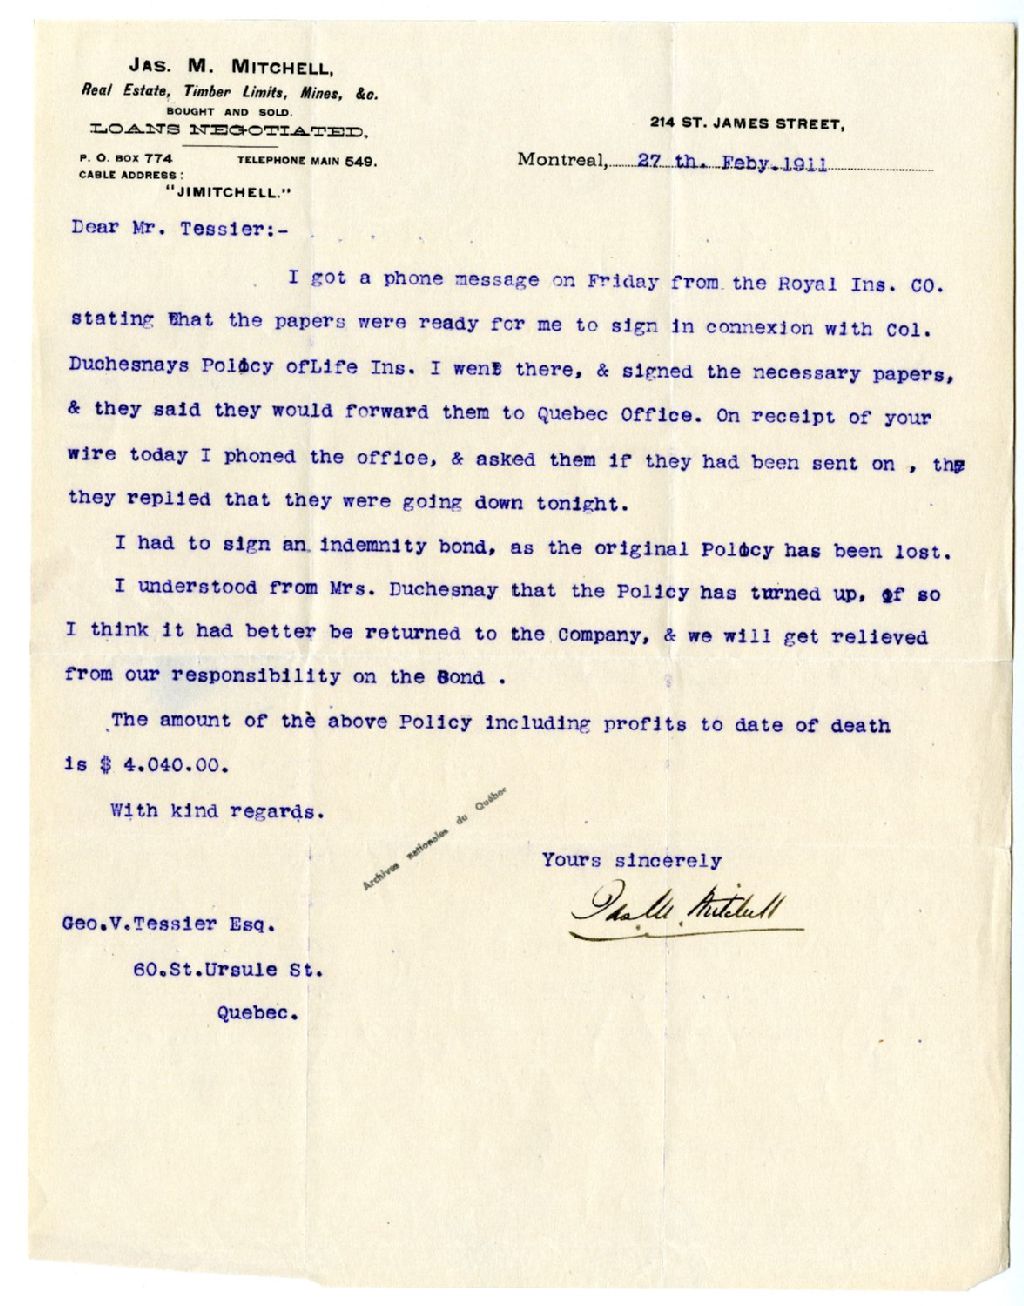 JAS. M. MITCHELL,
Real Estate, Timber Limits, Mines, &c.
BOUGHT AND SOLD.
LOANS NEGOTIATED.
P. O. BOX 774 TELEPHONE MAIN 549.
CABLE ADDRESS:
"JIMITCHELL."
214 ST. JAMES STREET,
Montreal, 27 th. Feby.1911
Dear Mr. Tessier:-
I got a phone message on Friday from the Royal Ins. CO.
stating that the papers were ready for me to sign in connexion with Col.
Duchesnays Policy ofLife Ins. I went there, & signed the necessary papers,
& they said they would forward them to Quebec Office. On receipt of your
wire today I phoned the office, & asked them if they had been sent on ,
they replied that they were going down tonight.
I had to sign an indemnity bond, as the original Policy has been lost.
I understood from Mrs. Duchesnay that the Policy has turned up, if so
I think it had better be returned to the Company, & we will get relieved
from our responsibility on the Bond .
The amount of the above Policy including profits to date of death
is $ 4.040.00.
With kind regards.
Archives nationales du Québec
Yours sincerely
Jas. M. Mitchell
Geo.V.Tessier Esq.
60.St.Ursule St.
Quebec.